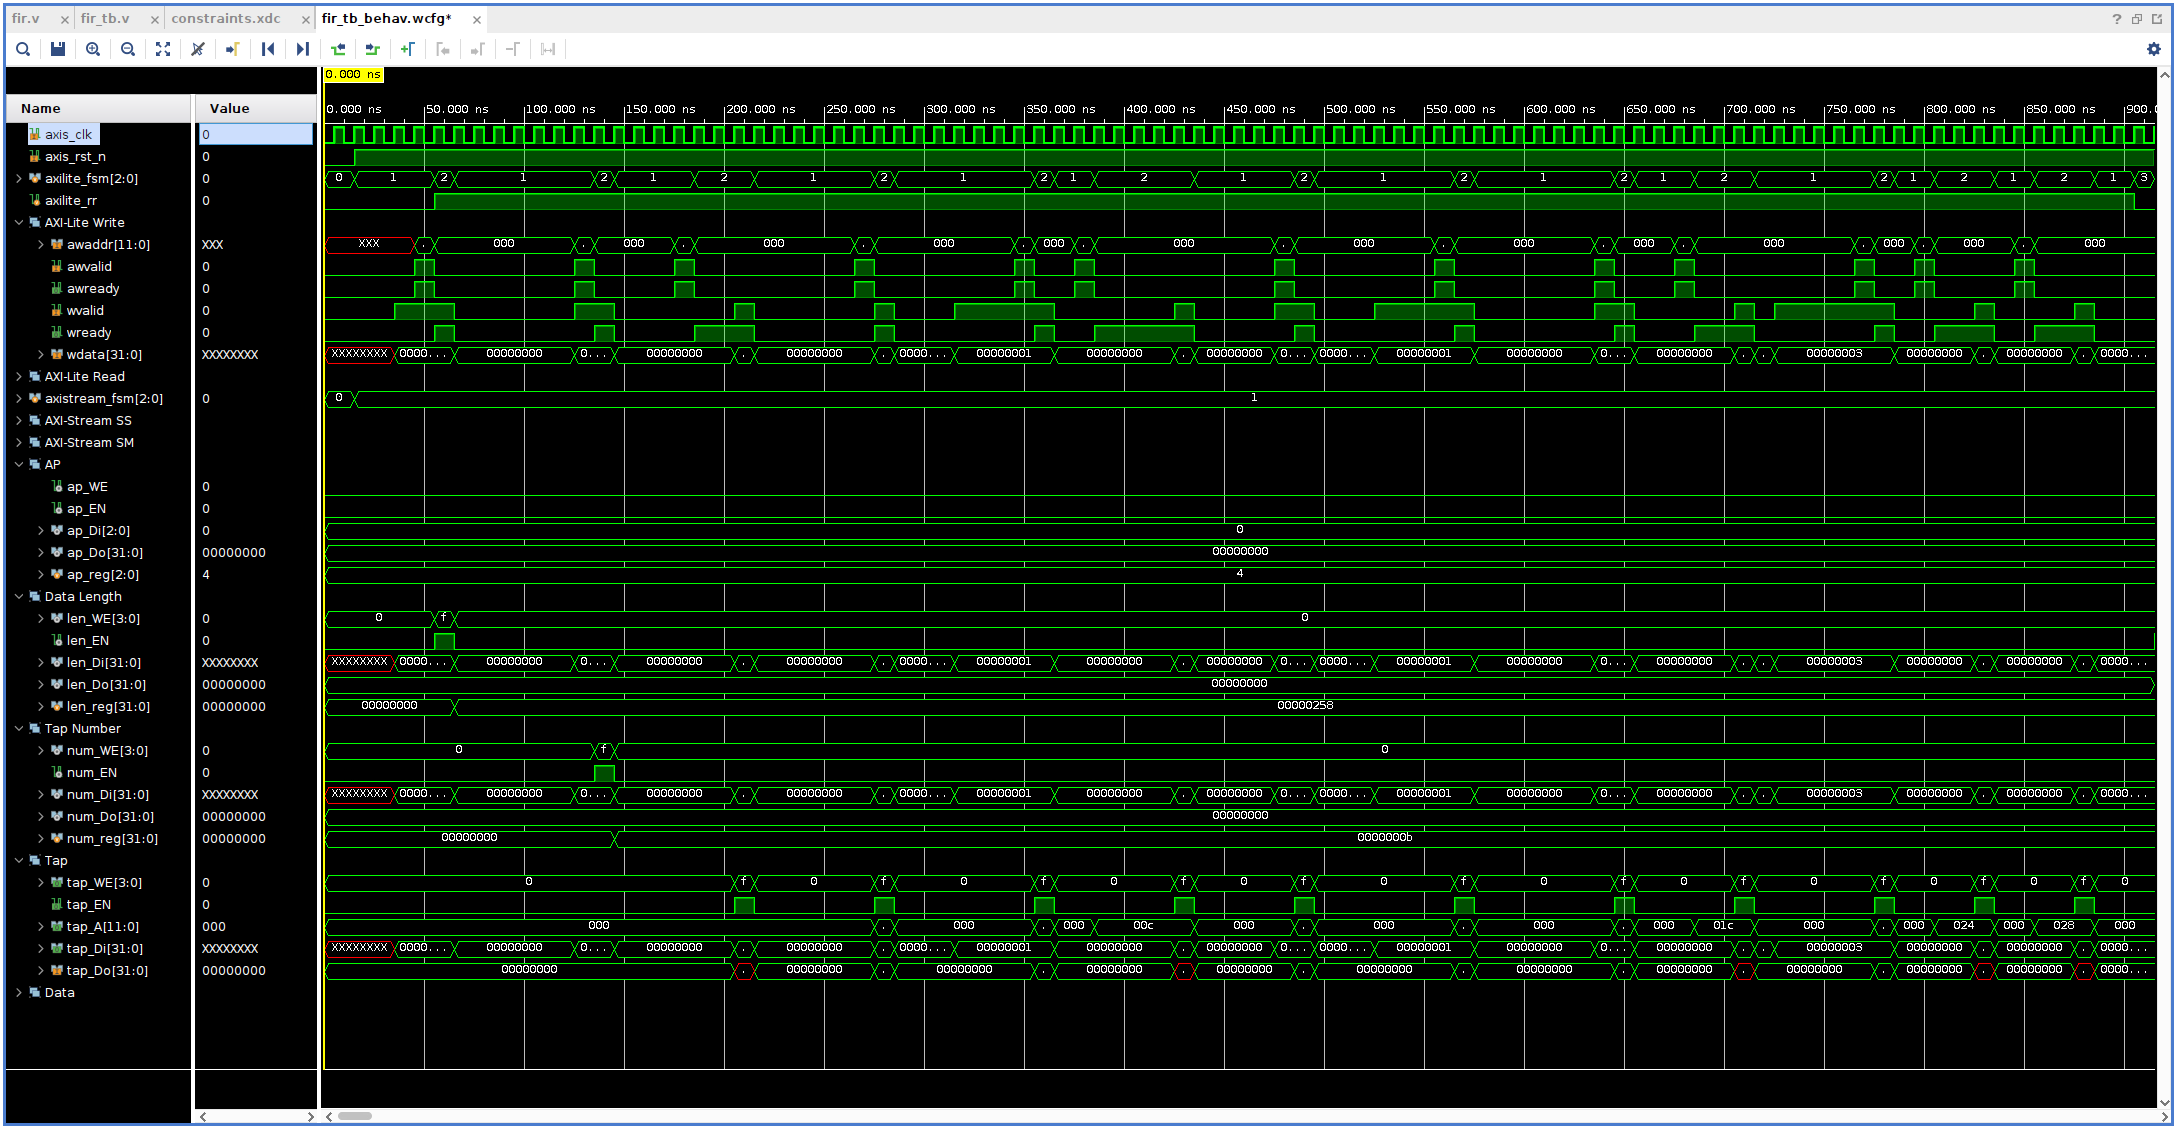 fir.v × fir_tb.v × constraints.xdc × fir_tb_behav.wcfg* ×
0.000 ns
Name Value
0.000 ns 50.000 ns 100.000 ns 150.000 ns 200.000 ns 250.000 ns 300.000 ns 350.000 ns 400.000 ns 450.000 ns 500.000 ns 550.000 ns 600.000 ns 650.000 ns 700.000 ns 750.000 ns 800.000 ns 850.000 ns 900.0
axis_clk 0
axis_rst_n 0
axilite_fsm[2:0] 0 0 1 2 1 2 1 2 1 2 1 2 1 2 1 2 1 2 1 2 1 2 1 2 1 2 1 2 1 3
axilite_rr 0
AXI-Lite Write
awaddr[11:0] XXX XXX . 000 . 000 . 000 . 000 . 000 . 000 . 000 . 000 . 000 . 000 . 000 . 000 . 000
awvalid 0
awready 0
wvalid 0
wready 0
wdata[31:0] XXXXXXXX XXXXXXXX 0000... 00000000 0... 00000000 . 00000000 . 0000... 00000001 00000000 . 00000000 0... 0000... 00000001 00000000 0... 00000000 . . 00000003 00000000 . 00000000 . 0000...
AXI-Lite Read
axistream_fsm[2:0] 0 0 1
AXI-Stream SS
AXI-Stream SM
AP
ap_WE 0
ap_EN 0
ap_Di[2:0] 0 0
ap_Do[31:0] 00000000 00000000
ap_reg[2:0] 4 4
Data Length
len_WE[3:0] 0 0 f 0
len_EN 0
len_Di[31:0] XXXXXXXX XXXXXXXX 0000... 00000000 0... 00000000 . 00000000 . 0000... 00000001 00000000 . 00000000 0... 0000... 00000001 00000000 0... 00000000 . . 00000003 00000000 . 00000000 . 0000...
len_Do[31:0] 00000000 00000000
len_reg[31:0] 00000000 00000000 00000258
Tap Number
num_WE[3:0] 0 0 f 0
num_EN 0
num_Di[31:0] XXXXXXXX XXXXXXXX 0000... 00000000 0... 00000000 . 00000000 . 0000... 00000001 00000000 . 00000000 0... 0000... 00000001 00000000 0... 00000000 . . 00000003 00000000 . 00000000 . 0000...
num_Do[31:0] 00000000 00000000
num_reg[31:0] 00000000 00000000 0000000b
Tap
tap_WE[3:0] 0 0 f 0 f 0 f 0 f 0 f 0 f 0 f 0 f 0 f 0 f 0 f 0
tap_EN 0
tap_A[11:0] 000 000 . 000 . 000 00c . 000 . 000 . 000 . 000 01c 000 . 000 024 000 028 000
tap_Di[31:0] XXXXXXXX XXXXXXXX 0000... 00000000 0... 00000000 . 00000000 . 0000... 00000001 00000000 . 00000000 0... 0000... 00000001 00000000 0... 00000000 . . 00000003 00000000 . 00000000 . 0000...
tap_Do[31:0] 00000000 00000000 . 00000000 . 00000000 . 00000000 . 00000000 . 00000000 . 00000000 . 00000000 . 00000000 . 00000000 . 00000000 . 0000...
Data